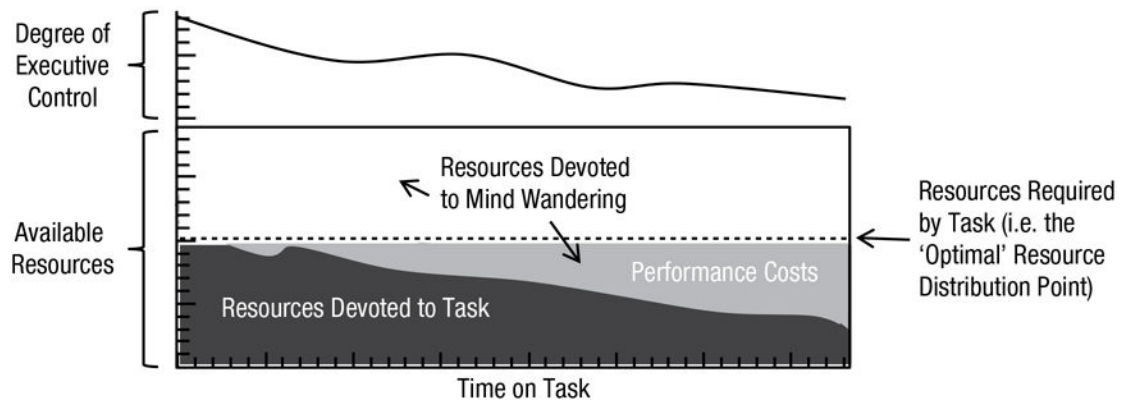 Degree of
Executive
Control
Resources Devoted
to Mind Wandering
Available
Resources
Resources Required
by Task (i.e. the
‘Optimal’ Resource
Distribution Point)
Performance Costs
Resources Devoted to Task
Time on Task